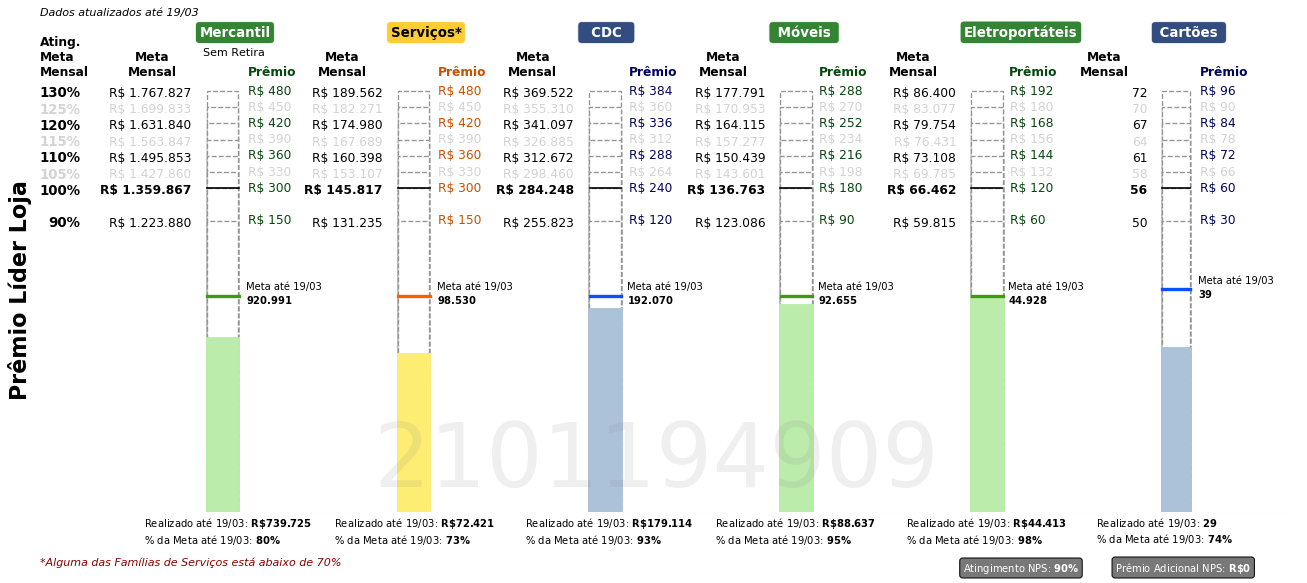 Dados atualizados até 19/03
Mercantil Serviços* CDC Móveis Eletroportáteis Cartões
Sem Retira
Ating. Meta Mensal Meta Mensal Prêmio Meta Mensal Prêmio Meta Mensal Prêmio Meta Mensal Prêmio Meta Mensal Prêmio Meta Mensal Prêmio
130% R$ 1.767.827 R$ 480 R$ 189.562 R$ 480 R$ 369.522 R$ 384 R$ 177.791 R$ 288 R$ 86.400 R$ 192 72 R$ 96
125% R$ 1.699.833 R$ 450 R$ 182.271 R$ 450 R$ 355.310 R$ 360 R$ 170.953 R$ 270 R$ 83.077 R$ 180 70 R$ 90
120% R$ 1.631.840 R$ 420 R$ 174.980 R$ 420 R$ 341.097 R$ 336 R$ 164.115 R$ 252 R$ 79.754 R$ 168 67 R$ 84
115% R$ 1.563.847 R$ 390 R$ 167.689 R$ 390 R$ 326.885 R$ 312 R$ 157.277 R$ 234 R$ 76.431 R$ 156 64 R$ 78
110% R$ 1.495.853 R$ 360 R$ 160.398 R$ 360 R$ 312.672 R$ 288 R$ 150.439 R$ 216 R$ 73.108 R$ 144 61 R$ 72
105% R$ 1.427.860 R$ 330 R$ 153.107 R$ 330 R$ 298.460 R$ 264 R$ 143.601 R$ 198 R$ 69.785 R$ 132 58 R$ 66
100% R$ 1.359.867 R$ 300 R$ 145.817 R$ 300 R$ 284.248 R$ 240 R$ 136.763 R$ 180 R$ 66.462 R$ 120 56 R$ 60
90% R$ 1.223.880 R$ 150 R$ 131.235 R$ 150 R$ 255.823 R$ 120 R$ 123.086 R$ 90 R$ 59.815 R$ 60 50 R$ 30
Prêmio Líder Loja
Meta até 19/03 Meta até 19/03 Meta até 19/03 Meta até 19/03 Meta até 19/03 Meta até 19/03
920.991 98.530 192.070 92.655 44.928 39
2101194909
Realizado até 19/03: R$739.725 Realizado até 19/03: R$72.421 Realizado até 19/03: R$179.114 Realizado até 19/03: R$88.637 Realizado até 19/03: R$44.413 Realizado até 19/03: 29
% da Meta até 19/03: 80% % da Meta até 19/03: 73% % da Meta até 19/03: 93% % da Meta até 19/03: 95% % da Meta até 19/03: 98% % da Meta até 19/03: 74%
*Alguma das Famílias de Serviços está abaixo de 70%
Atingimento NPS: 90% Prêmio Adicional NPS: R$0